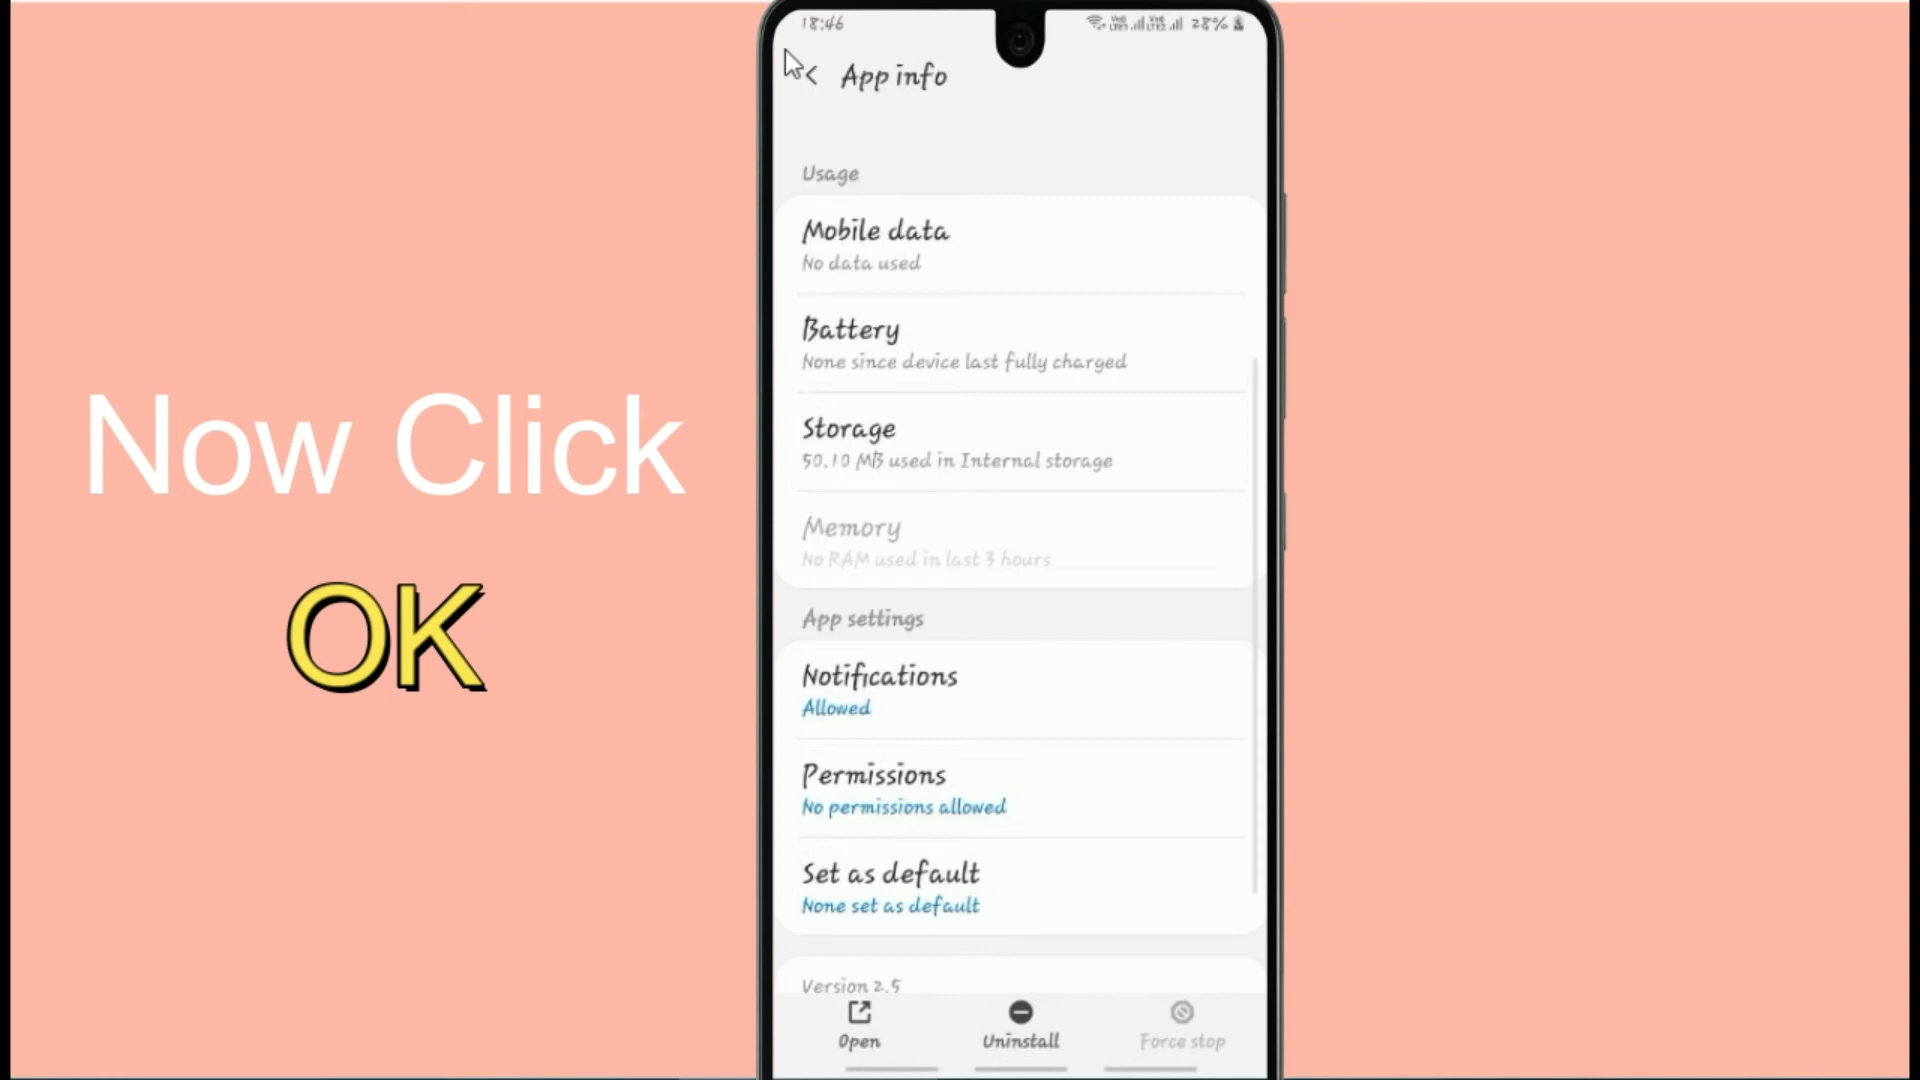 18:46
28%
App info
Usage
Mobile data
No data used
Battery
None since device last fully charged
Storage
50.10 MB used in Internal storage
Memory
No RAM used in last 3 hours
App settings
Notifications
Allowed
Permissions
No permissions allowed
Set as default
None set as default
Version 2.5
Open
Uninstall
Force stop
Now Click
OK